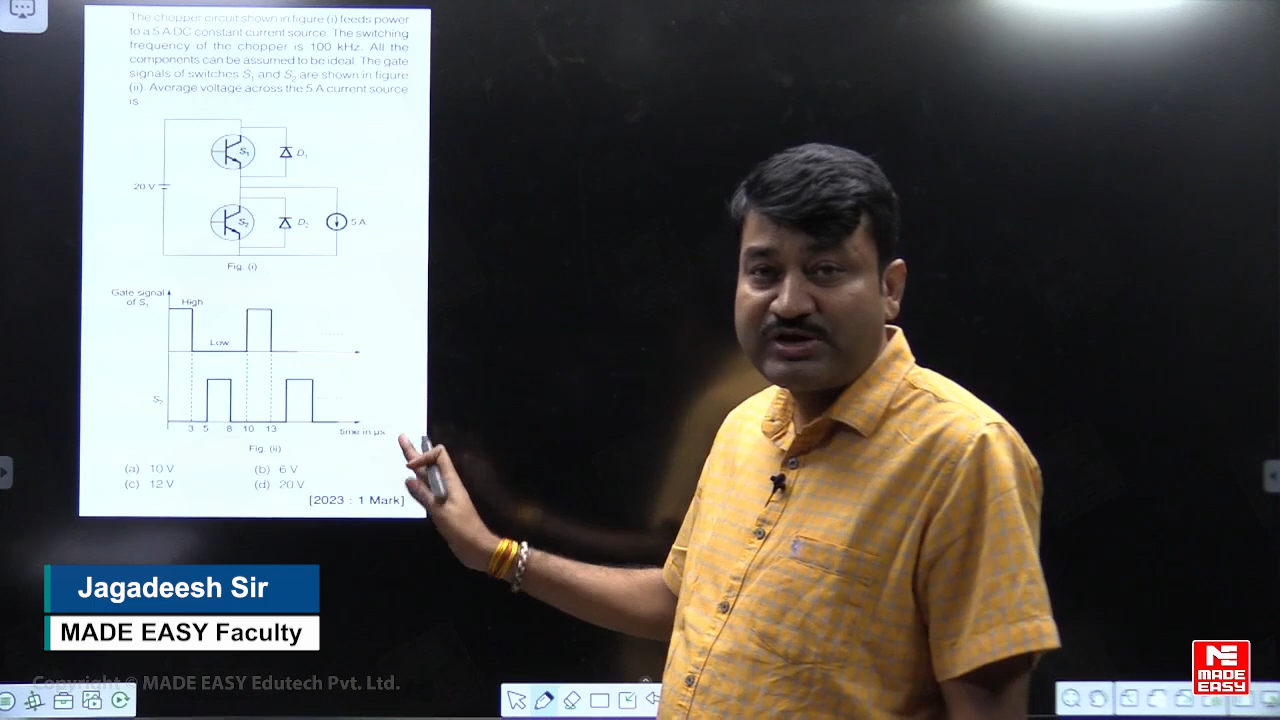 The chopper circuit shown in figure (i) feeds power
to a 5 A DC constant current source. The switching
frequency of the chopper is 100 kHz. All the
components can be assumed to be ideal. The gate
signals of switches S₁ and S₂ are shown in figure
(ii). Average voltage across the 5 A current source
is
S₁
D₁
20 V
S₂
D₂
5 A
Fig. (i)
Gate signal
of S₁
High
Low
S₂
3 5 8 10 13
time in µs
Fig. (ii)
(a) 10 V (b) 6 V
(c) 12 V (d) 20 V
[2023 : 1 Mark]
Jagadeesh Sir
MADE EASY Faculty
Copyright © MADE EASY Edutech Pvt. Ltd.
ME
MADE
EASY